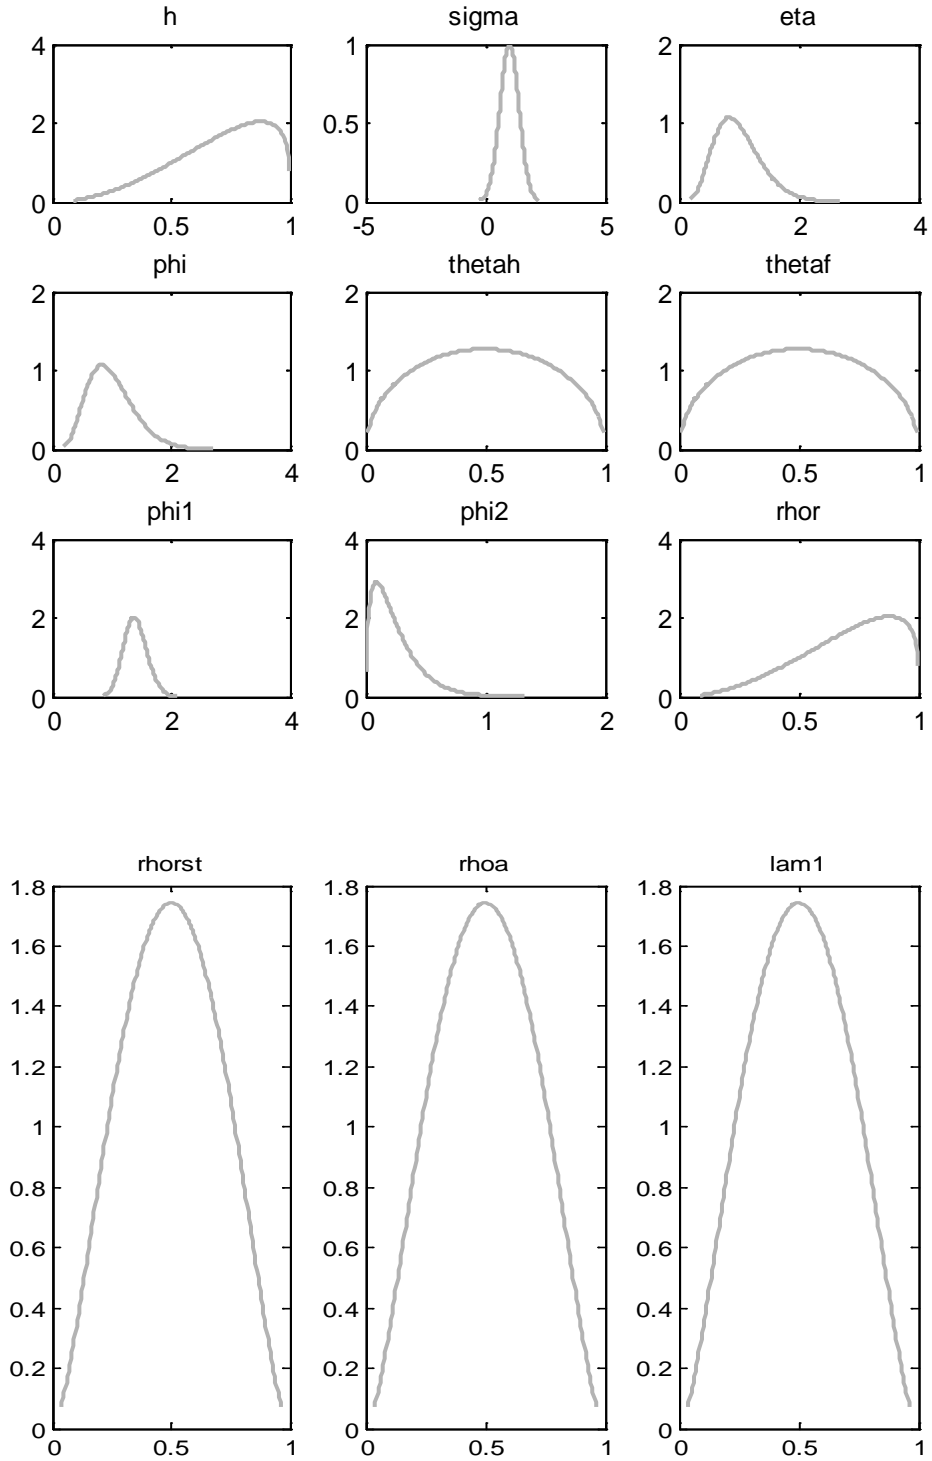 h sigma eta
4 1 2
2 0.5 1
0 0 0
0 0.5 1 -5 0 5 0 2 4
phi thetah thetaf
2 2 2
1 1 1
0 0 0
0 2 4 0 0.5 1 0 0.5 1
phi1 phi2 rhor
4 4 4
2 2 2
0 0 0
0 2 4 0 1 2 0 0.5 1
rhorst rhoa lam1
1.8 1.8 1.8
1.6 1.6 1.6
1.4 1.4 1.4
1.2 1.2 1.2
1 1 1
0.8 0.8 0.8
0.6 0.6 0.6
0.4 0.4 0.4
0.2 0.2 0.2
0 0 0
0 0.5 1 0 0.5 1 0 0.5 1